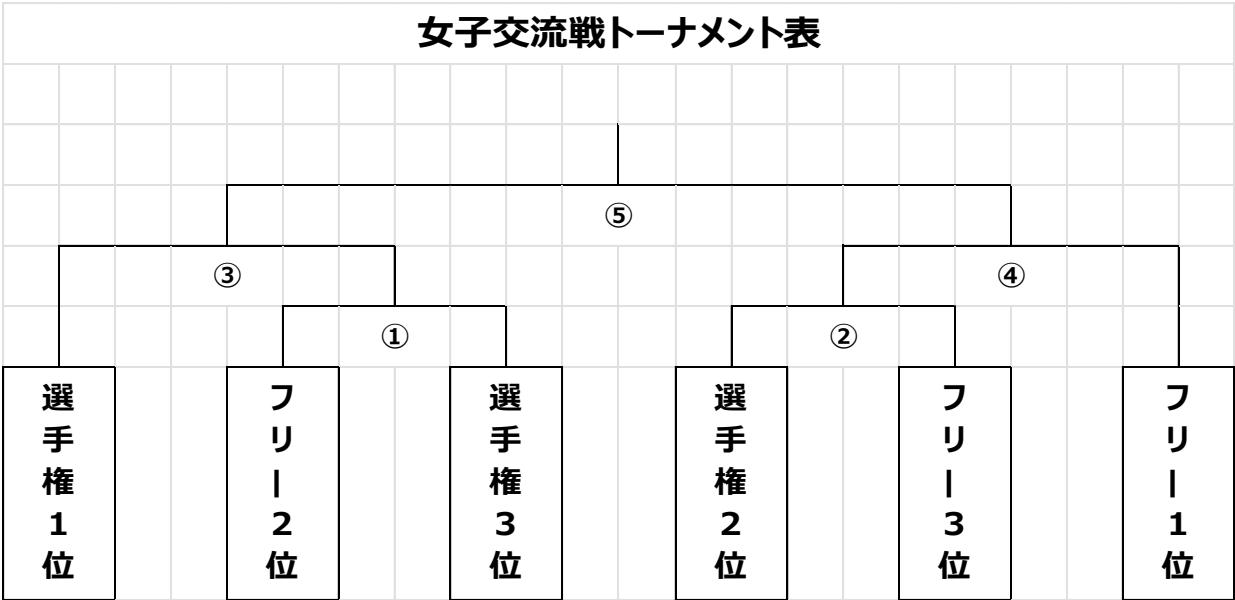 女子交流戦トーナメント表
⑤
③
④
①
②
選手権1位
フリー2位
選手権3位
選手権2位
フリー3位
フリー1位